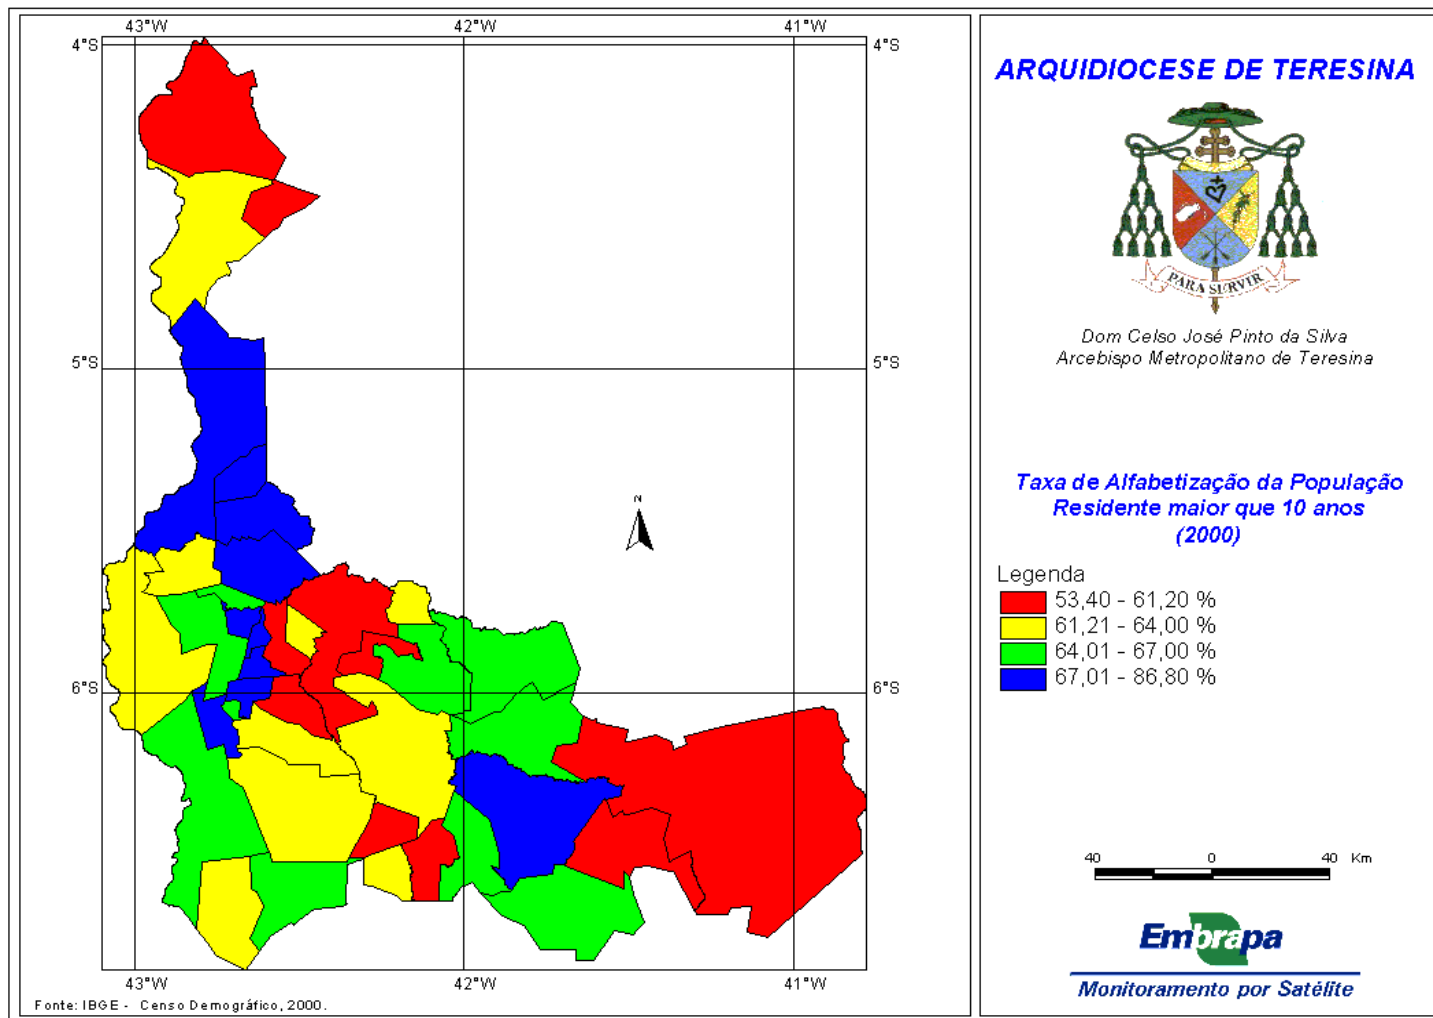 43°W 42°W 41°W
4°S 4°S
5°S 5°S
6°S 6°S
43°W 42°W 41°W
N
Fonte: IBGE - Censo Demográfico, 2000.
ARQUIDIOCESE DE TERESINA
PARA SERVIR
Dom Celso José Pinto da Silva
Arcebispo Metropolitano de Teresina
Taxa de Alfabetização da População
Residente maior que 10 anos
(2000)
Legenda
53,40 - 61,20 %
61,21 - 64,00 %
64,01 - 67,00 %
67,01 - 86,80 %
40 0 40 Km
Embrapa
Monitoramento por Satélite